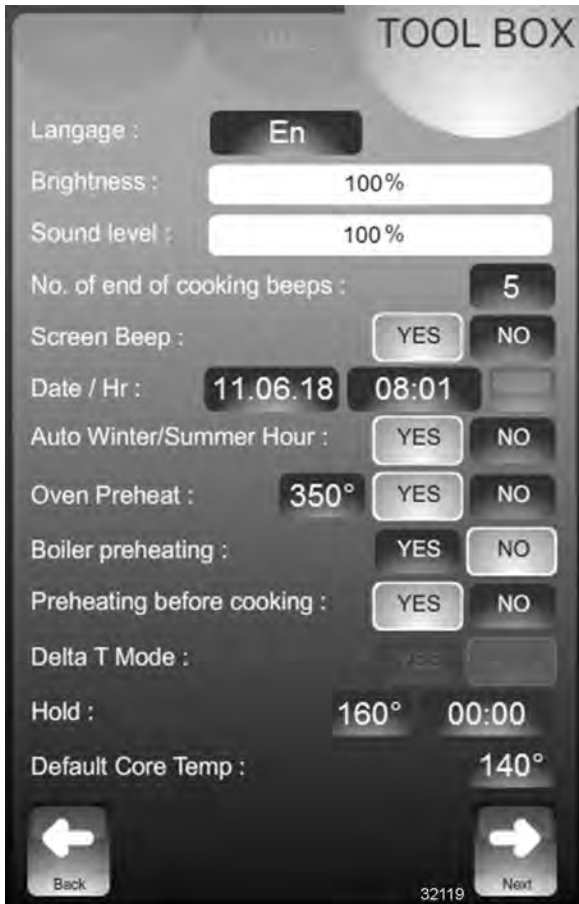 TOOL BOX
Langage : En
Brightness : 100%
Sound level : 100%
No. of end of cooking beeps : 5
Screen Beep : YES NO
Date / Hr : 11.06.18 08:01
Auto Winter/Summer Hour : YES NO
Oven Preheat : 350° YES NO
Boiler preheating : YES NO
Preheating before cooking : YES NO
Delta T Mode : YES
Hold : 160° 00:00
Default Core Temp : 140°
Back 32119 Next